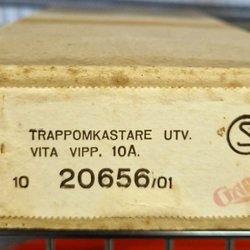 TRAPPOMKASTARE UTV.
VITA VIPP. 10A.
10 20656/01
S